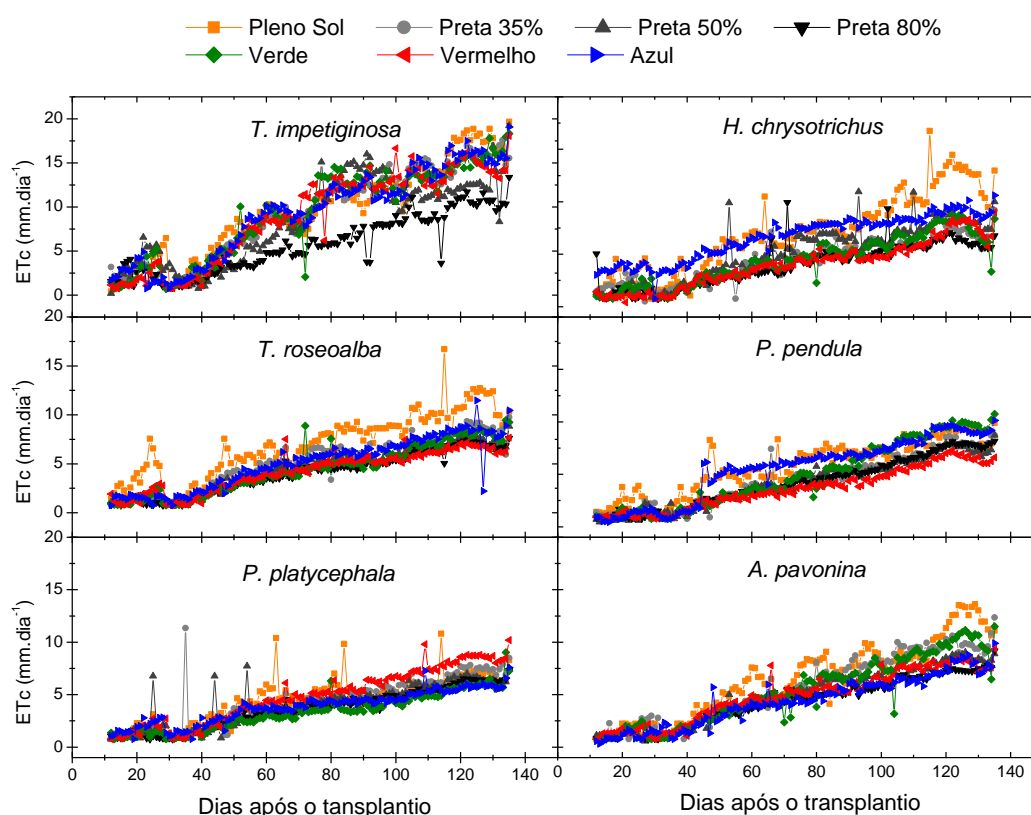 Pleno Sol Preta 35% Preta 50% Preta 80%
Verde Vermelho Azul
T. impetiginosa
H. chrysotrichus
ETc (mm.dia-1)
20
15
10
5
0
T. roseoalba
P. pendula
ETc (mm.dia-1)
20
15
10
5
0
P. platycephala
A. pavonina
ETc (mm.dia-1)
20
15
10
5
0
0 20 40 60 80 100 120 140
20 40 60 80 100 120 140
Dias após o tansplantio
Dias após o transplantio